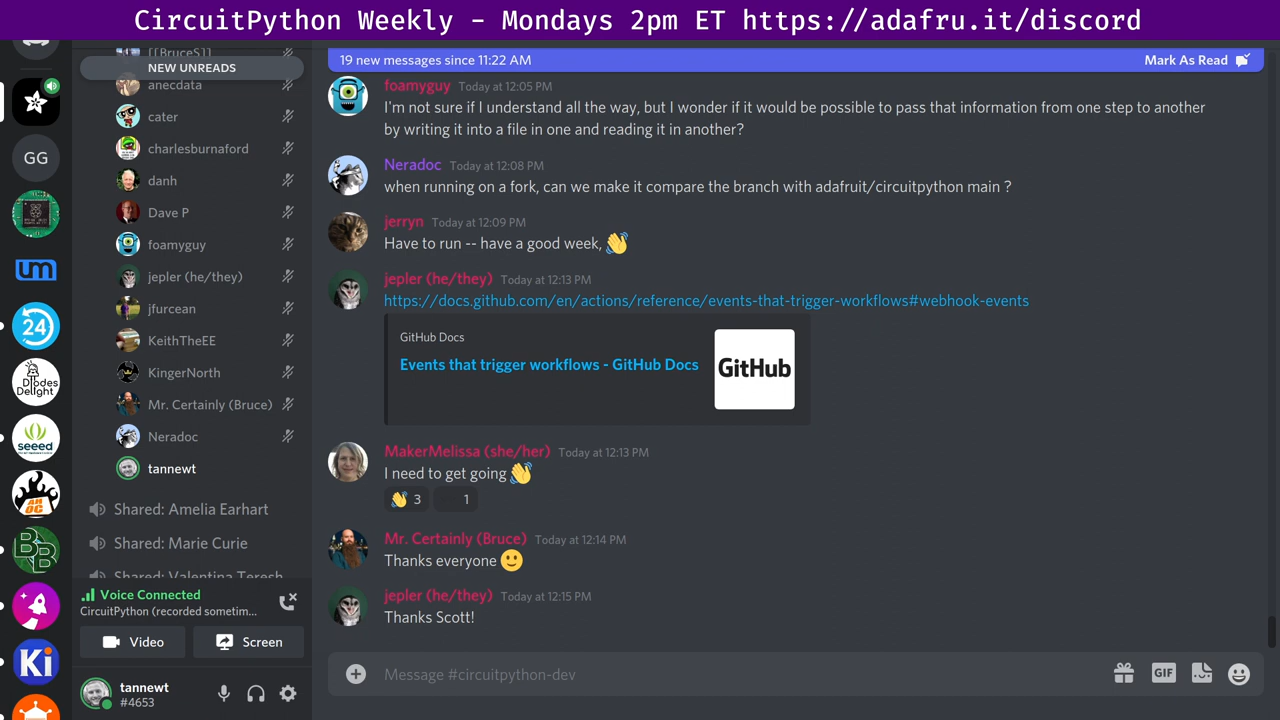 CircuitPython Weekly - Mondays 2pm ET https://adafru.it/discord
[[BruceS]]
NEW UNREADS
anecdata
cater
charlesburnaford
danh
Dave P
foamyguy
jepler (he/they)
jfurcean
KeithTheEE
KingerNorth
Mr. Certainly (Bruce)
Neradoc
tannewt
Shared: Amelia Earhart
Shared: Marie Curie
Shared: Valentina Teresh
Voice Connected
CircuitPython (recorded sometim...
Video
Screen
tannewt
#4653
GG
um
24
Diodes
Delight
seeed
AHOC
BB
Ki
19 new messages since 11:22 AM
Mark As Read
foamyguy Today at 12:05 PM
I'm not sure if I understand all the way, but I wonder if it would be possible to pass that information from one step to another
by writing it into a file in one and reading it in another?
Neradoc Today at 12:08 PM
when running on a fork, can we make it compare the branch with adafruit/circuitpython main ?
jerryn Today at 12:09 PM
Have to run -- have a good week, 👋
jepler (he/they) Today at 12:13 PM
https://docs.github.com/en/actions/reference/events-that-trigger-workflows#webhook-events
GitHub Docs
Events that trigger workflows - GitHub Docs
GitHub
MakerMelissa (she/her) Today at 12:13 PM
I need to get going 👋
👋 3 1
Mr. Certainly (Bruce) Today at 12:14 PM
Thanks everyone 🙂
jepler (he/they) Today at 12:15 PM
Thanks Scott!
Message #circuitpython-dev
GIF